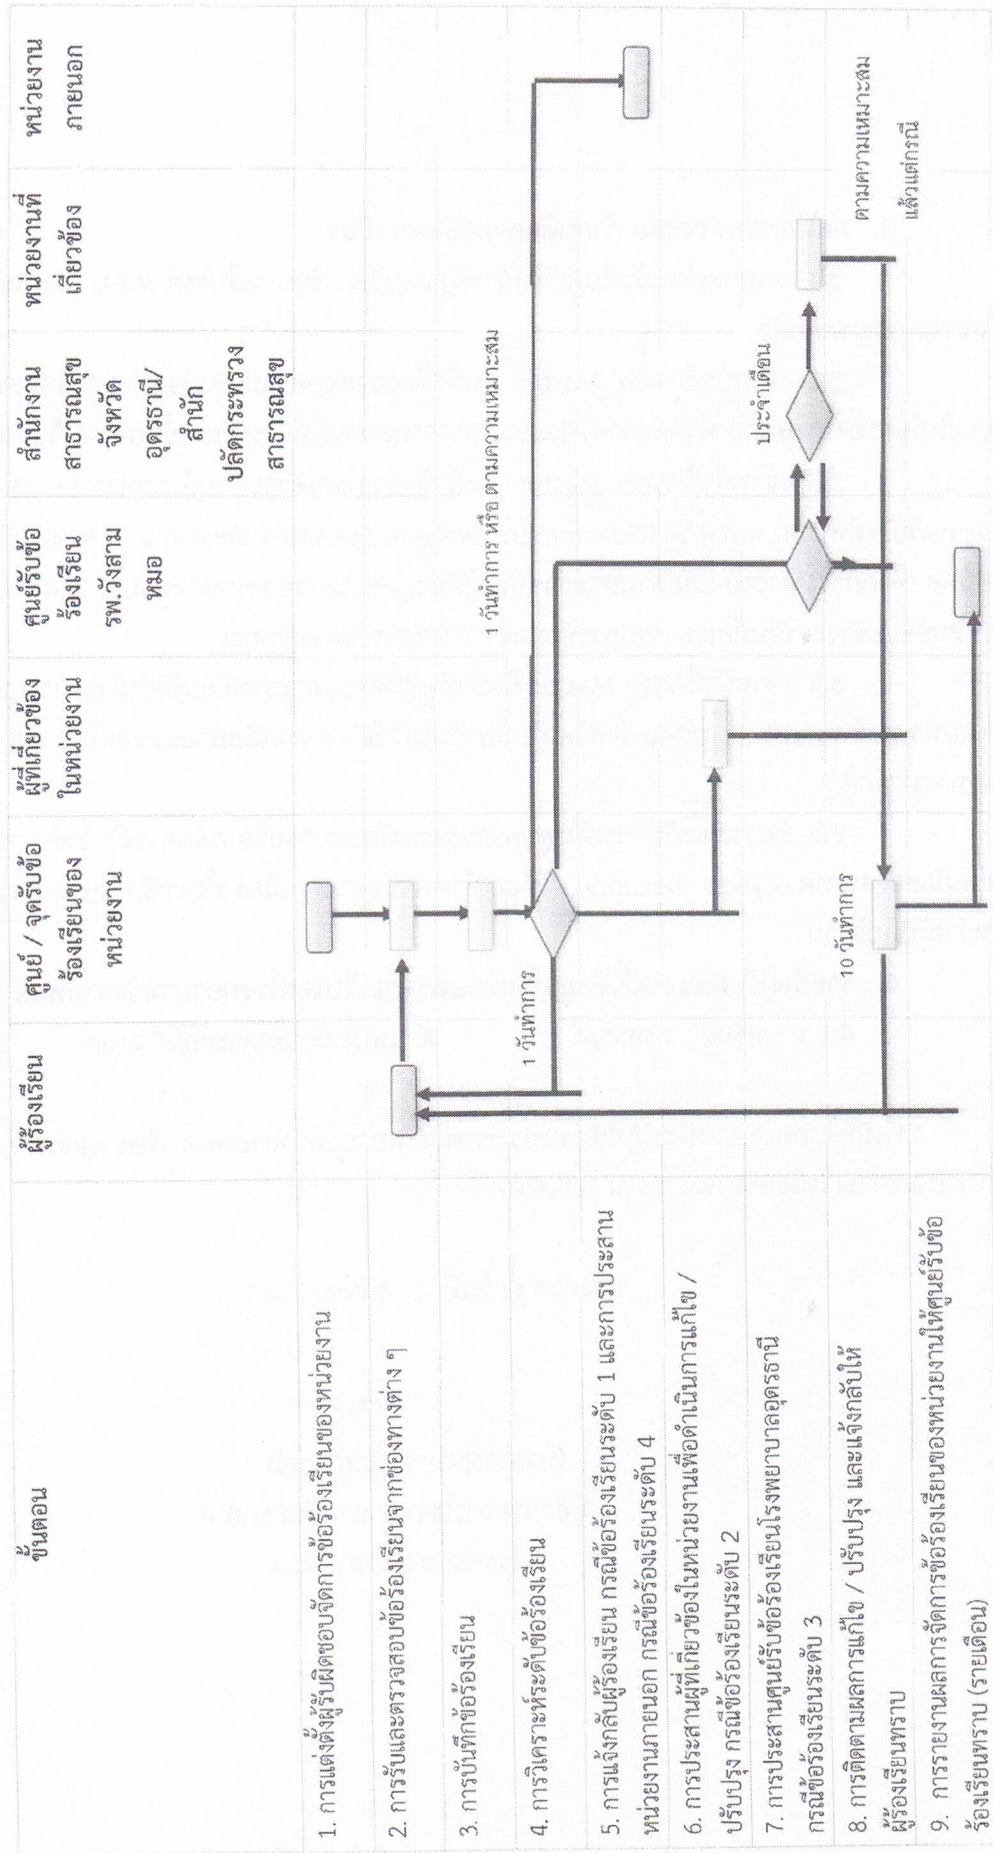 ขั้นตอน
ผู้ร้องเรียน
ศูนย์ / จุดรับข้อ
ร้องเรียนของ
หน่วยงาน
ผู้ที่เกี่ยวข้อง
ในหน่วยงาน
ศูนย์รับข้อ
ร้องเรียน
รพ.วังสาม
หมอ
สำนักงาน
สาธารณสุข
จังหวัด
อุดรธานี/
สำนัก
ปลัดกระทรวง
สาธารณสุข
หน่วยงานที่
เกี่ยวข้อง
หน่วยงาน
ภายนอก
1. การแต่งตั้งผู้รับผิดชอบจัดการข้อร้องเรียนของหน่วยงาน
2. การรับและตรวจสอบข้อร้องเรียนจากช่องทางต่าง ๆ
3. การบันทึกข้อร้องเรียน
4. การวิเคราะห์ระดับข้อร้องเรียน
1 วันทำการ
วันทำการ หรือ ตามความเหมาะสม
5. การแจ้งกลับผู้ร้องเรียน กรณีข้อร้องเรียนระดับ 1 และการประสาน
หน่วยงานภายนอก กรณีข้อร้องเรียนระดับ 4
6. การประสานผู้ที่เกี่ยวข้องในหน่วยงานเพื่อดำเนินการแก้ไข /
ปรับปรุง กรณีข้อร้องเรียนระดับ 2
7. การประสานศูนย์รับข้อร้องเรียนโรงพยาบาลอุดรธานี
กรณีข้อร้องเรียนระดับ 3
ประจำเดือน
ตามความเหมาะสม
แล้วแต่กรณี
8. การติดตามผลการแก้ไข / ปรับปรุง และแจ้งกลับให้
ผู้ร้องเรียนทราบ
10 วันทำการ
9. การรายงานผลการจัดการข้อร้องเรียนของหน่วยงานให้ศูนย์รับข้อ
ร้องเรียนทราบ (รายเดือน)